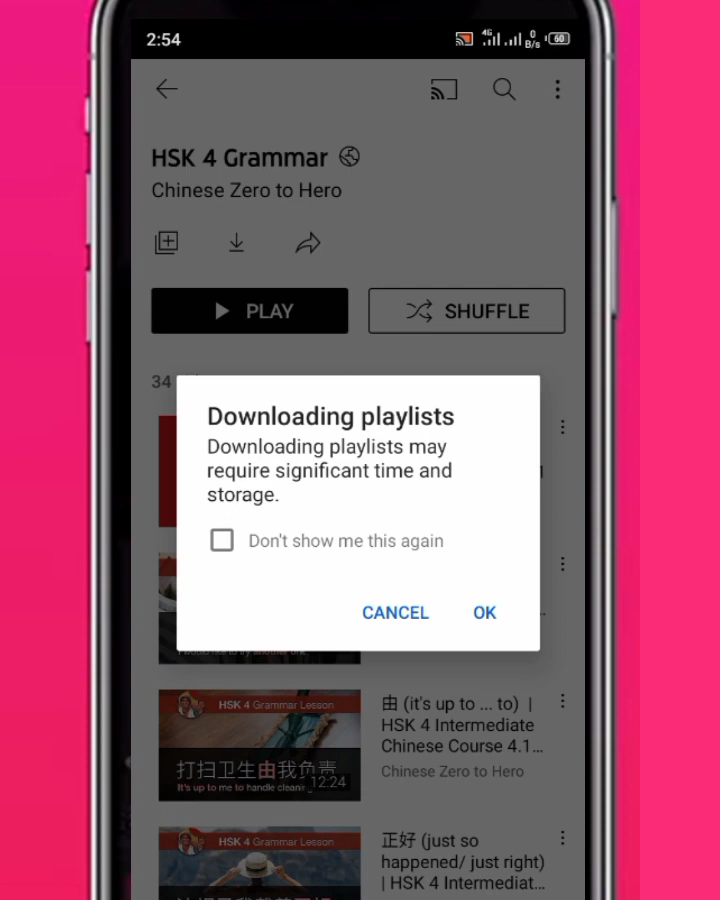 2:54
4G
0
B/s
60
HSK 4 Grammar
Chinese Zero to Hero
PLAY
SHUFFLE
34
Downloading playlists
Downloading playlists may
require significant time and
storage.
Don't show me this again
CANCEL
OK
HSK 4 Grammar Lesson
打扫卫生由我负责
It's up to me to handle
12:24
由 (it's up to ... to) |
HSK 4 Intermediate
Chinese Course 4.1...
Chinese Zero to Hero
HSK 4 Grammar Lesson
正好 (just so
happened/ just right)
| HSK 4 Intermediat...